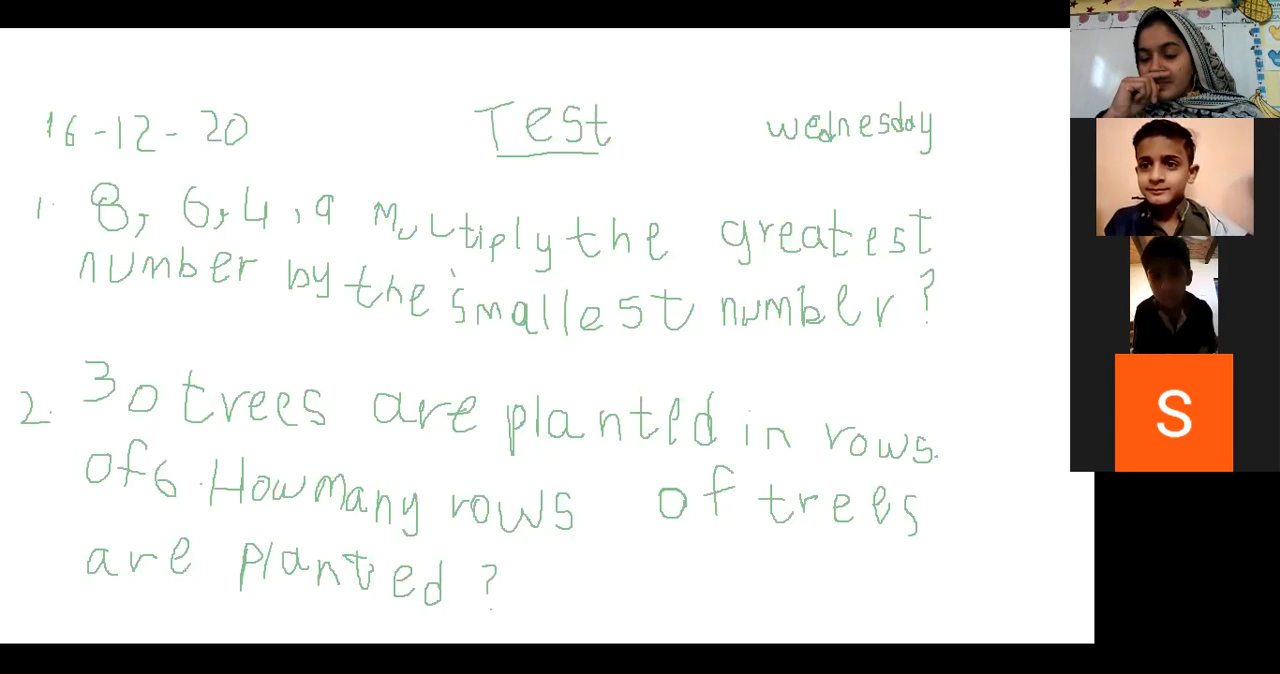 16-12-20 Test wednesday
1. 8, 6, 4, 9 Multiply the greatest
number by the smallest number?
2. 30 trees are planted in rows.
of 6. How many rows of trees
are planted?
S